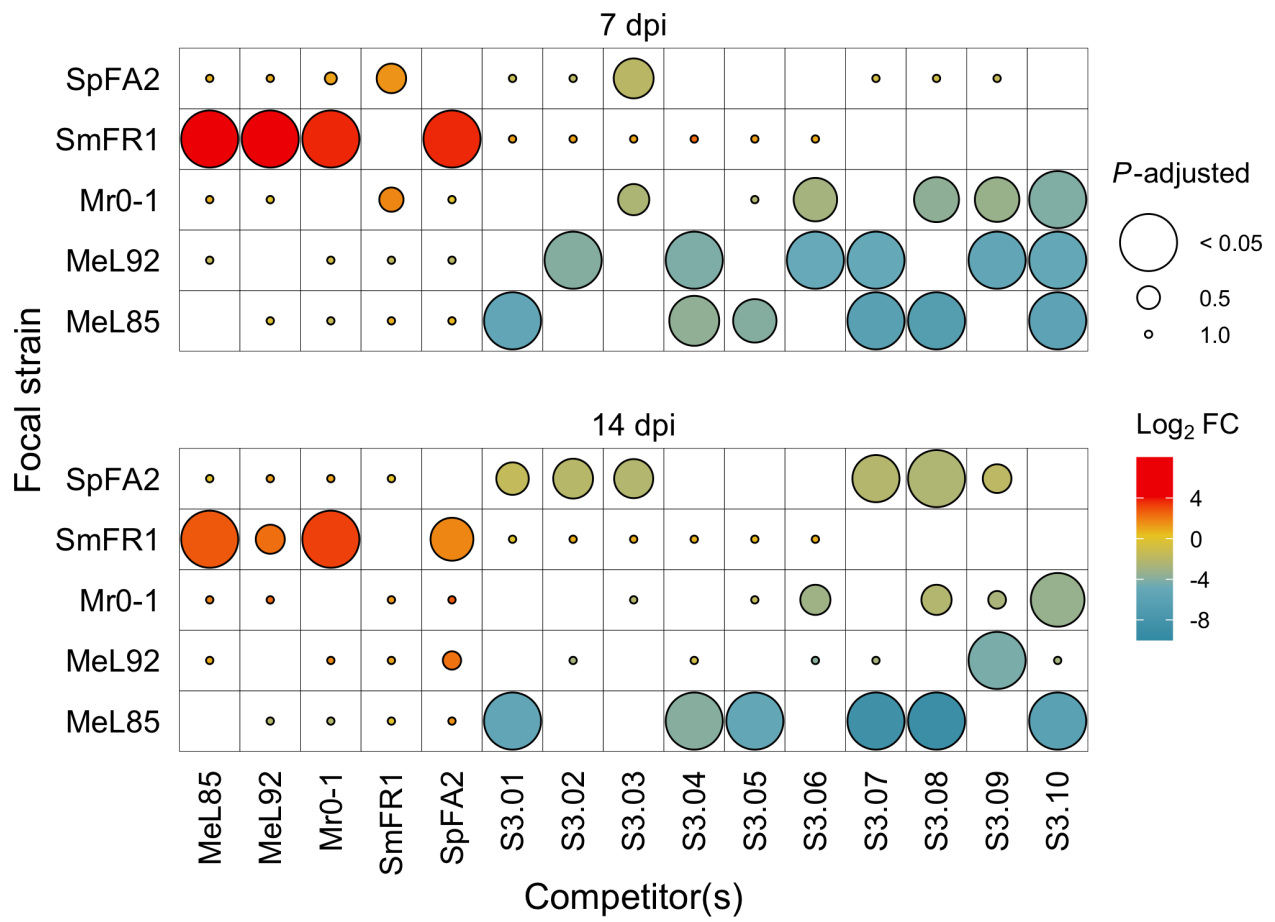 7 dpi
SpFA2
SmFR1
Mr0-1
MeL92
MeL85
14 dpi
SpFA2
SmFR1
Mr0-1
MeL92
MeL85
Focal strain
MeL85 MeL92 Mr0-1 SmFR1 SpFA2 S3.01 S3.02 S3.03 S3.04 S3.05 S3.06 S3.07 S3.08 S3.09 S3.10
Competitor(s)
P-adjusted
< 0.05
0.5
1.0
Log₂ FC
4
0
-4
-8